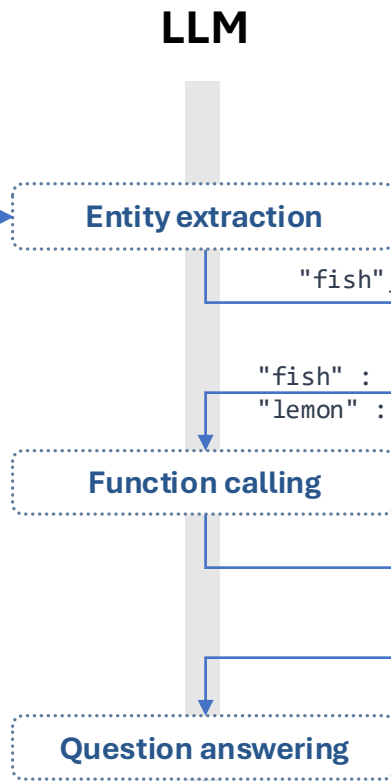 LLM
Entity extraction
"fish",
"fish" :
"lemon" :
Function calling
Question answering